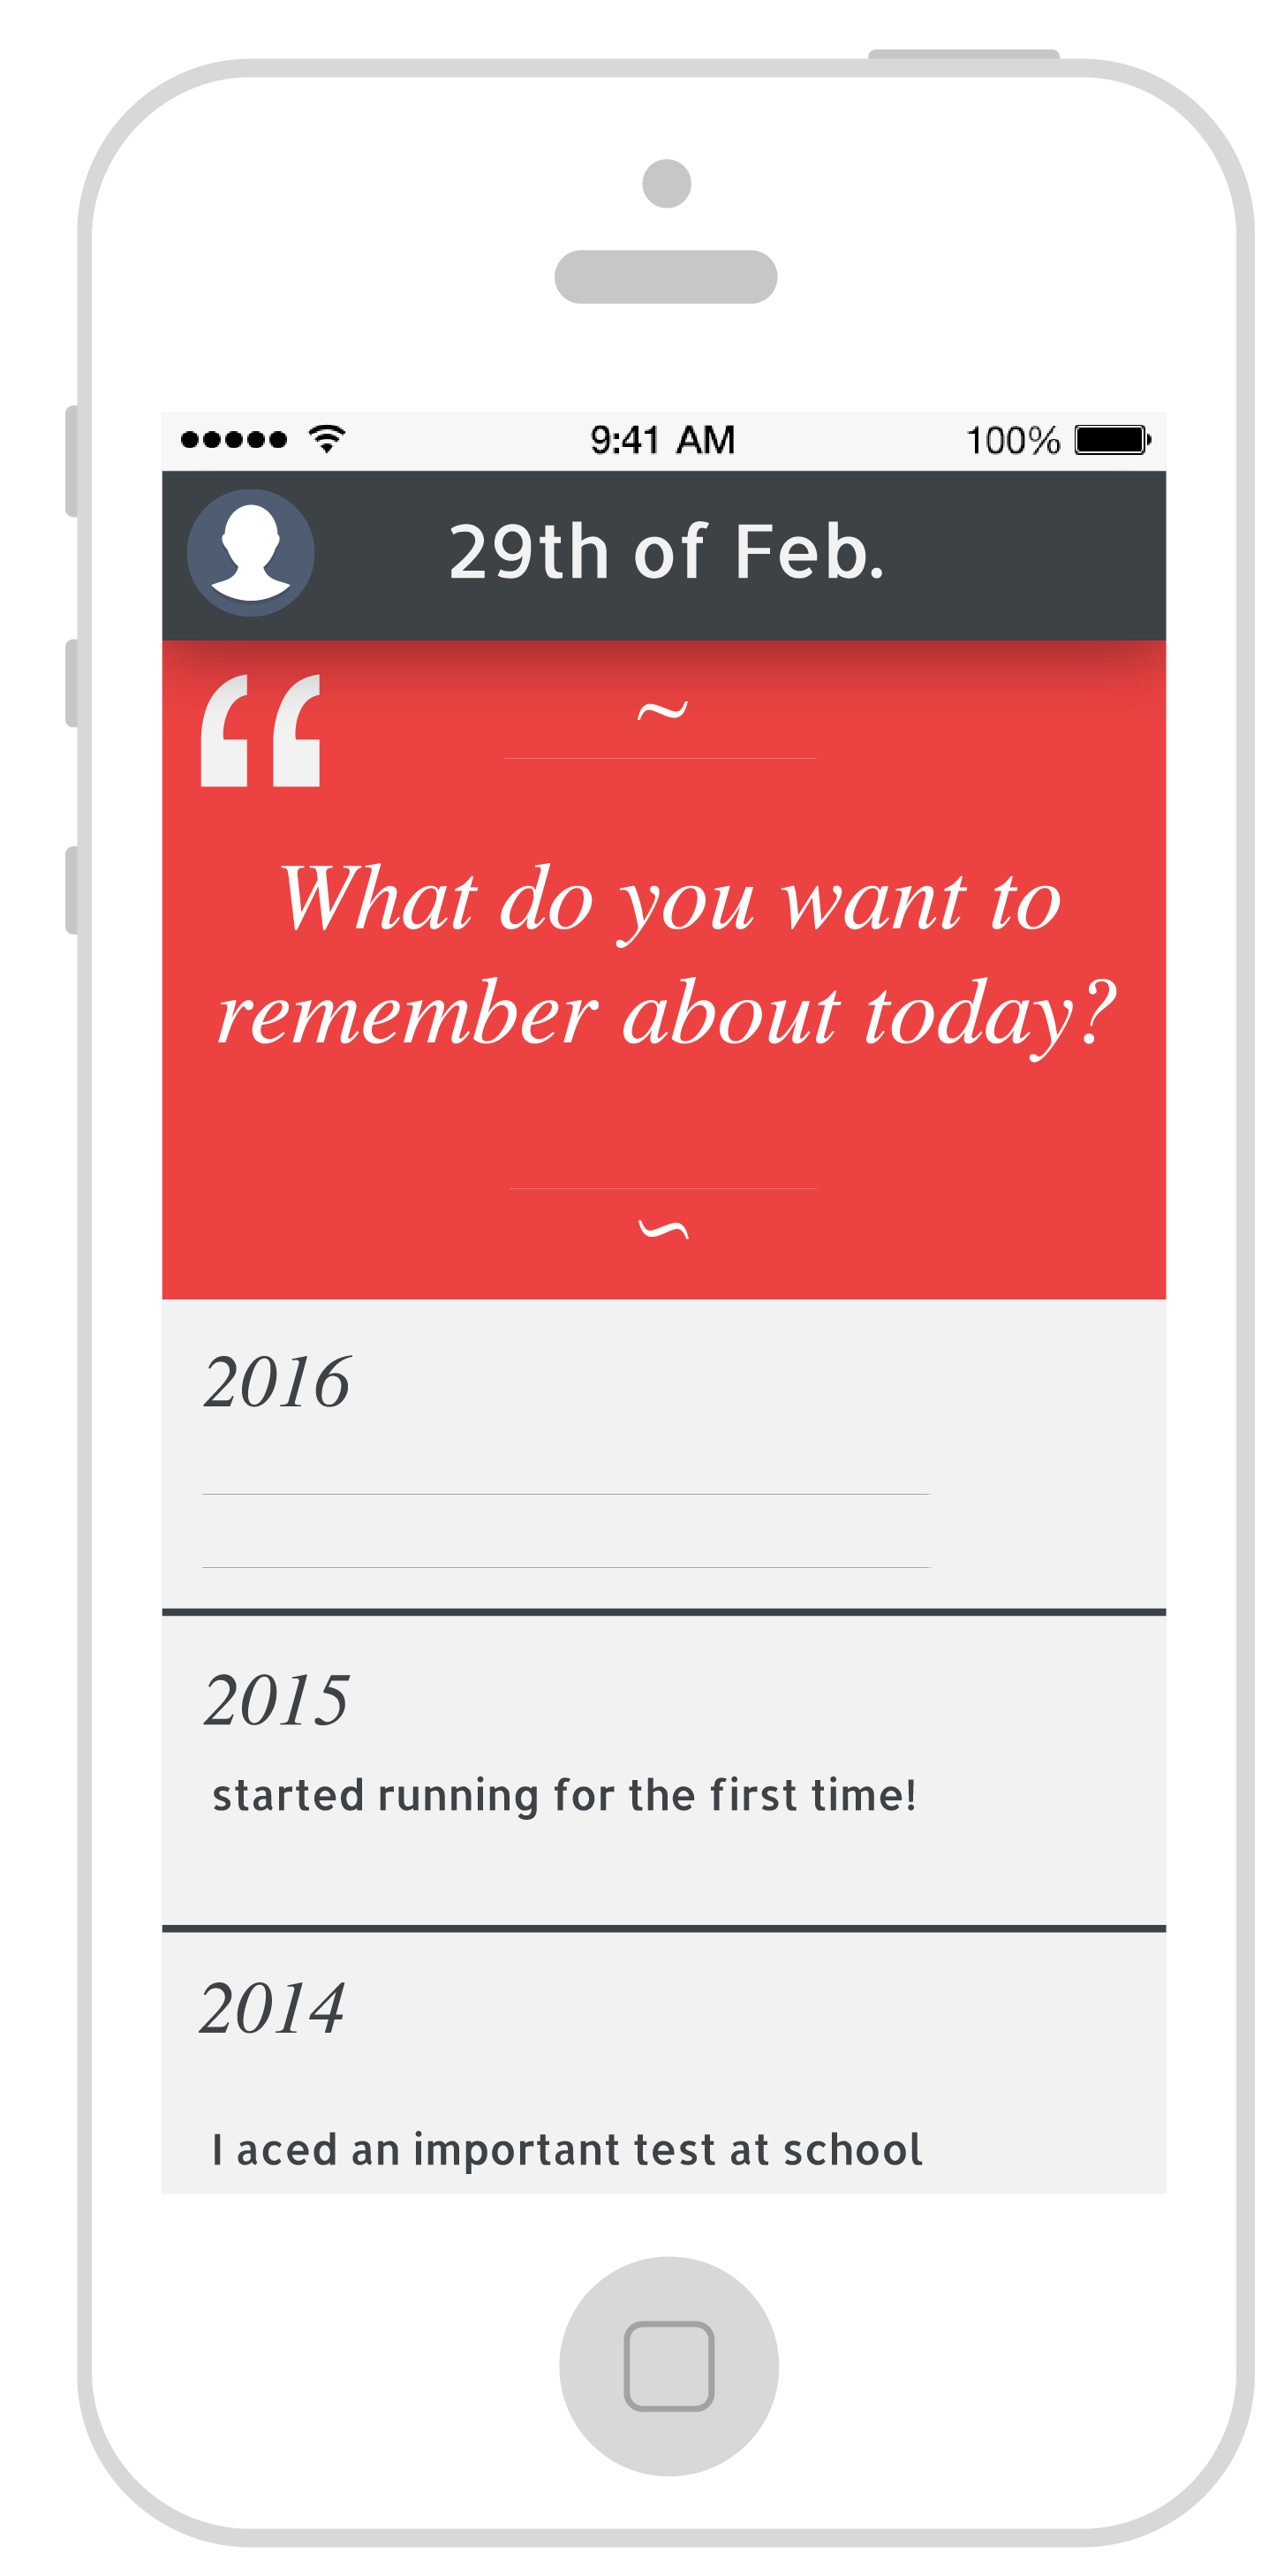 9:41 AM 100%
29th of Feb.
“
~
What do you want to
remember about today?
~
2016
2015
started running for the first time!
2014
I aced an important test at school